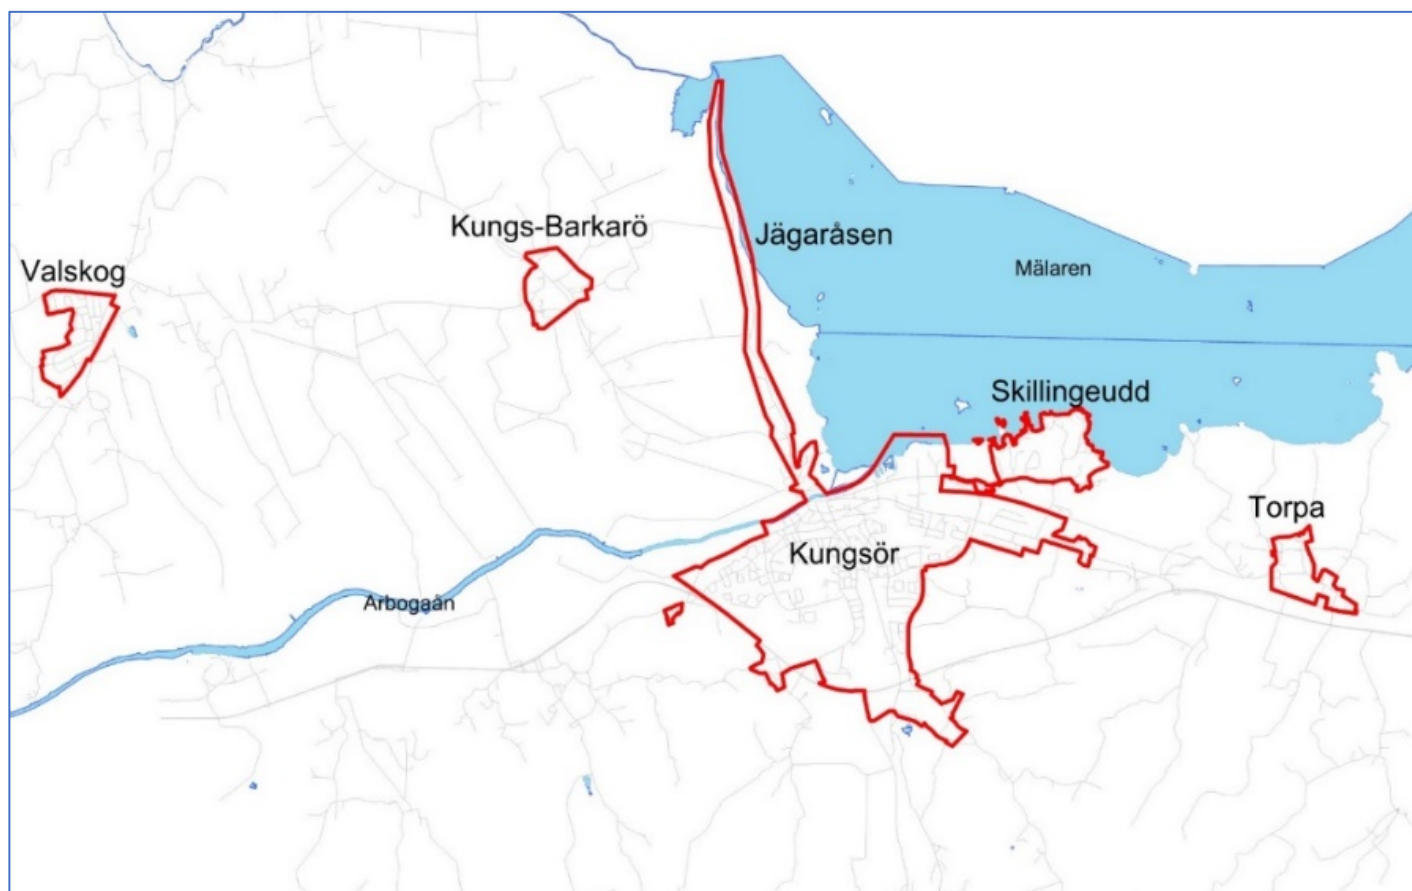 Kungs-Barkarö
Jägaråsen
Valskog
Mälaren
Skillingeudd
Torpa
Kungsör
Arbogaån